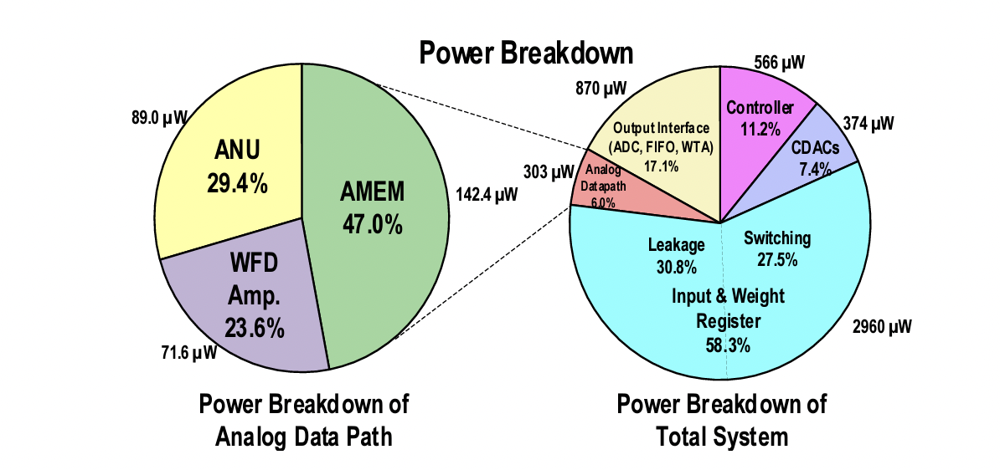 Power Breakdown
89.0 µW
ANU
29.4%
AMEM
47.0%
142.4 µW
WFD
Amp.
23.6%
71.6 µW
Power Breakdown of
Analog Data Path
566 µW
870 µW
Controller
11.2%
374 µW
CDACs
7.4%
Output Interface
(ADC, FIFO, WTA)
17.1%
303 µW
Analog
Datapath
6.0%
Leakage
30.8%
Switching
27.5%
Input & Weight
Register
58.3%
2960 µW
Power Breakdown of
Total System